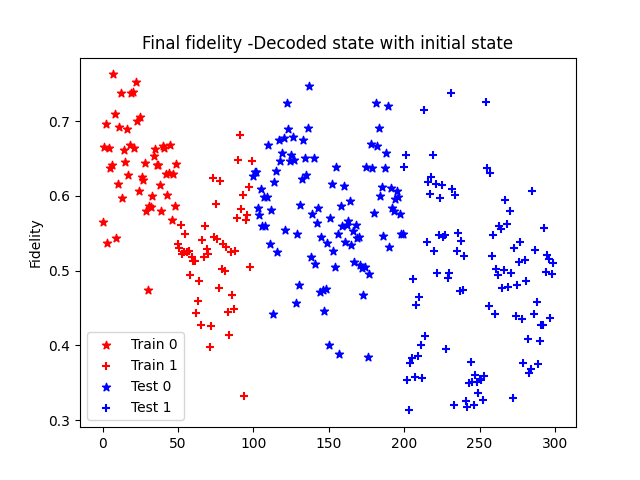 Final fidelity -Decoded state with initial state
Fidelity
0.7
0.6
0.5
0.4
0.3
Train 0
Train 1
Test 0
Test 1
0 50 100 150 200 250 300